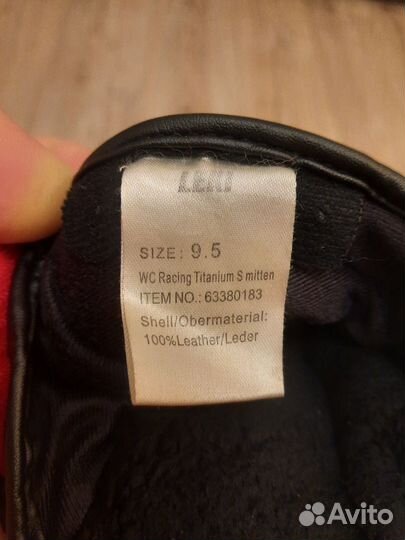 LEKI
SIZE: 9.5
WC Racing Titanium S mitten
ITEM NO.: 63380183
Shell/Obermaterial:
100%Leather/Leder
Avito